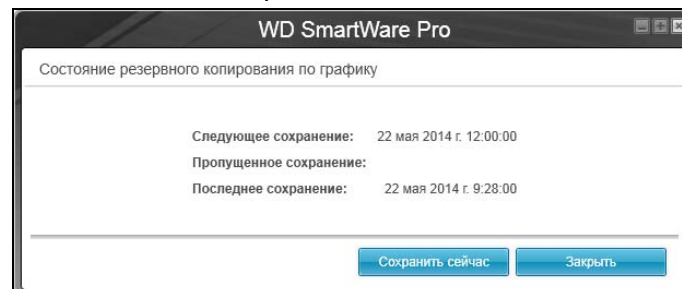 WD SmartWare Pro
Состояние резервного копирования по графику
Следующее сохранение: 22 мая 2014 г. 12:00:00
Пропущенное сохранение:
Последнее сохранение: 22 мая 2014 г. 9:28:00
Сохранить сейчас Закрыть